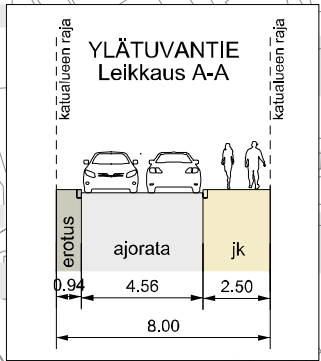 YLÄTUVANTIE
Leikkaus A-A
katualueen raja
katualueen raja
erotus
ajorata
jk
0.94
4.56
2.50
8.00